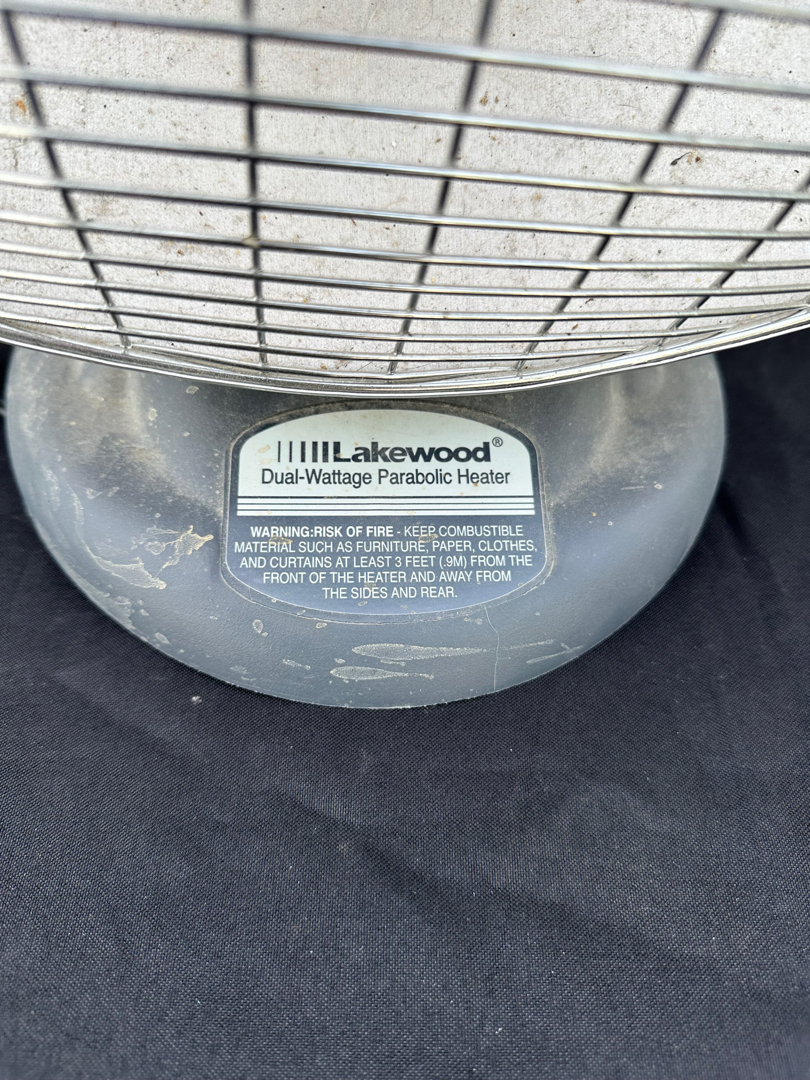 Lakewood®
Dual-Wattage Parabolic Heater
WARNING:RISK OF FIRE - KEEP COMBUSTIBLE
MATERIAL SUCH AS FURNITURE, PAPER, CLOTHES,
AND CURTAINS AT LEAST 3 FEET (.9M) FROM THE
FRONT OF THE HEATER AND AWAY FROM
THE SIDES AND REAR.